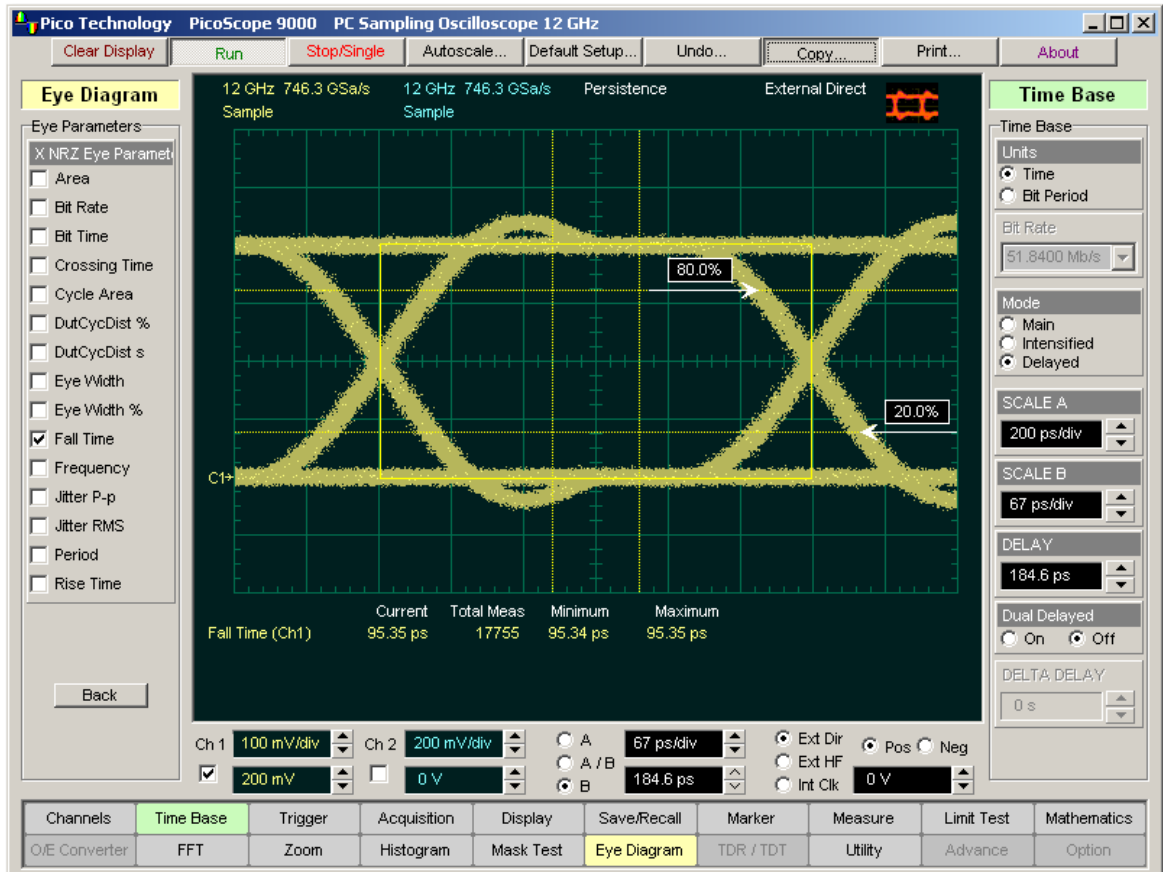 Pico Technology PicoScope 9000 PC Sampling Oscilloscope 12 GHz
Clear Display Run Stop/Single Autoscale... Default Setup... Undo... Copy... Print... About
Eye Diagram
Eye Parameters
X NRZ Eye Paramet
Area
Bit Rate
Bit Time
Crossing Time
Cycle Area
DutCycDist %
DutCycDist s
Eye Width
Eye Width %
Fall Time
Frequency
Jitter P-p
Jitter RMS
Period
Rise Time
Back
12 GHz 746.3 GSa/s 12 GHz 746.3 GSa/s Persistence External Direct
Sample Sample
80.0%
20.0%
C1
Current Total Meas Minimum Maximum
Fall Time (Ch1) 95.35 ps 17755 95.34 ps 95.35 ps
Time Base
Time Base
Units
Time
Bit Period
Bit Rate
51.8400 Mb/s
Mode
Main
Intensified
Delayed
SCALE A
200 ps/div
SCALE B
67 ps/div
DELAY
184.6 ps
Dual Delayed
On Off
DELTA DELAY
0 s
Ch 1 100 mV/div Ch 2 200 mV/div A 67 ps/div Ext Dir Pos Neg
A / B Ext HF
200 mV 0 V B 184.6 ps Int Clk 0 V
Channels Time Base Trigger Acquisition Display Save/Recall Marker Measure Limit Test Mathematics
O/E Converter FFT Zoom Histogram Mask Test Eye Diagram TDR / TDT Utility Advance Option